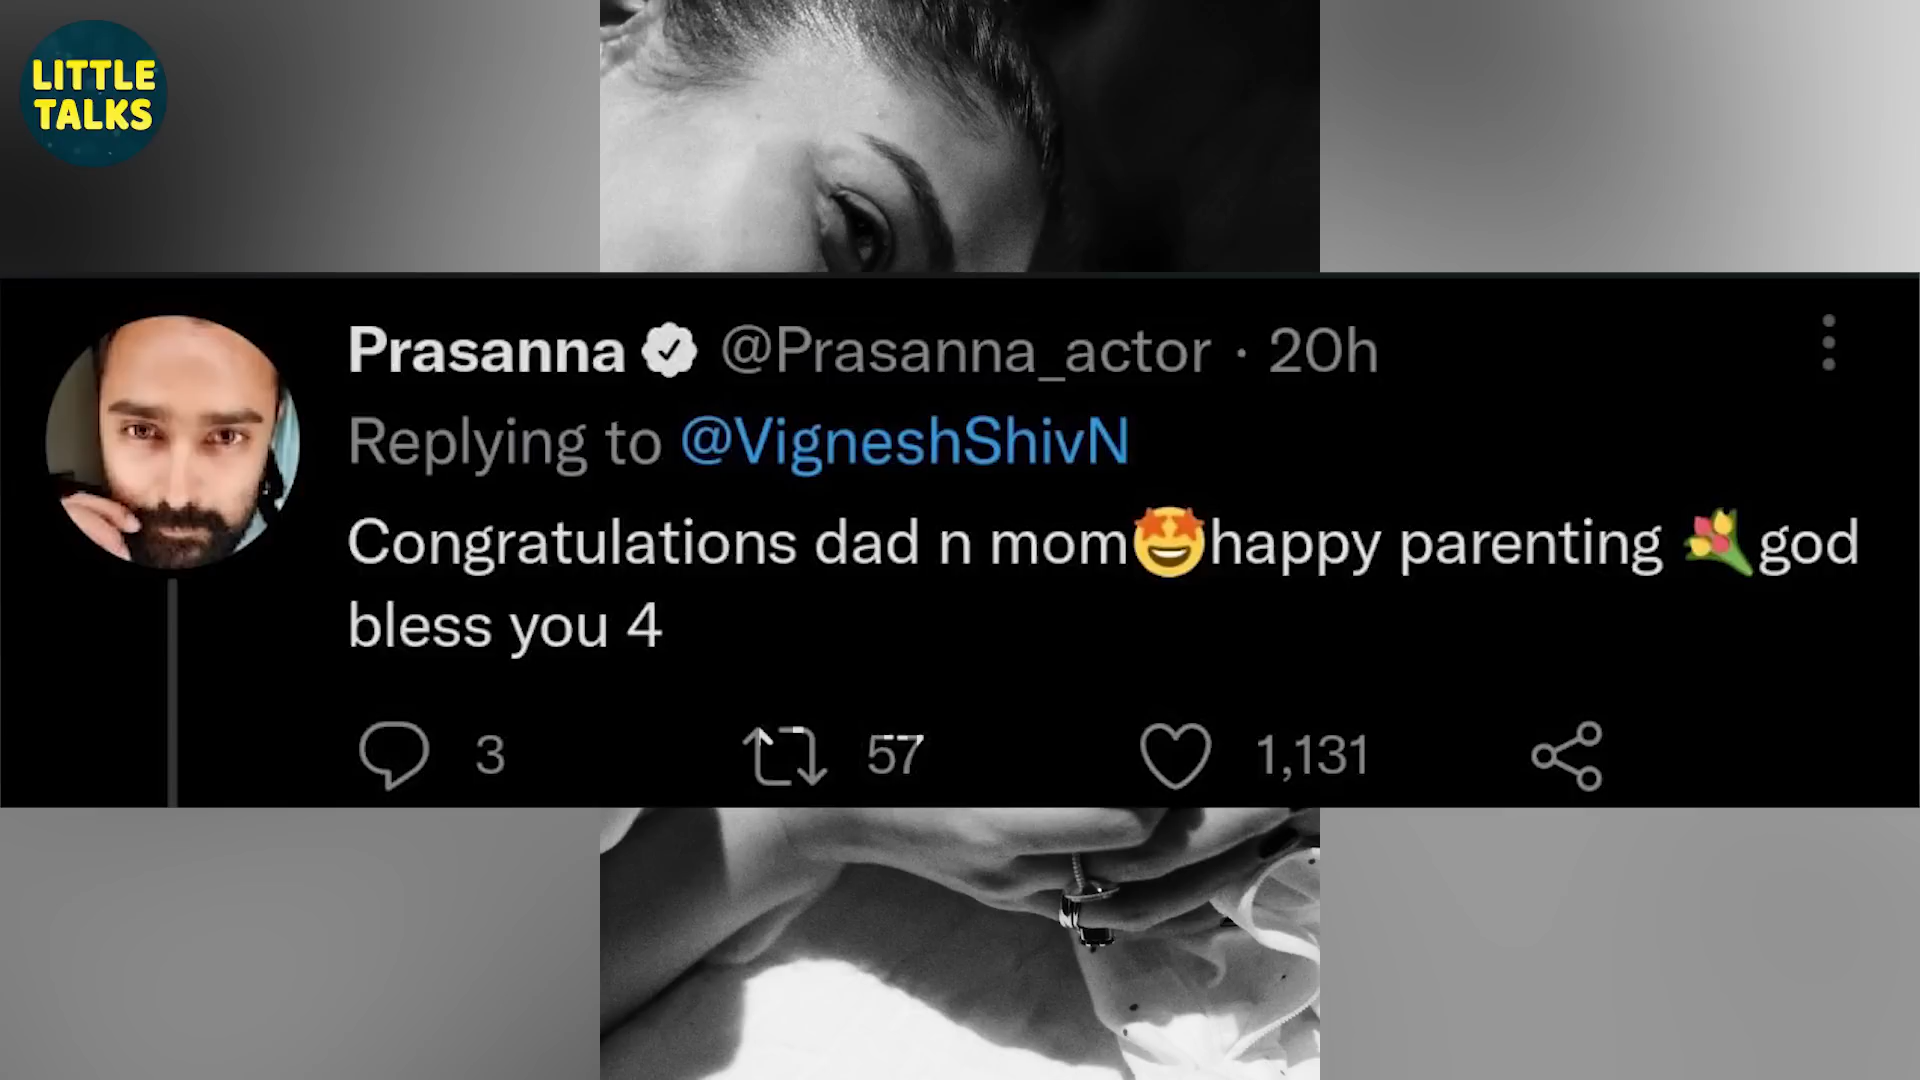 LITTLE
TALKS
Prasanna @Prasanna_actor · 20h
Replying to @VigneshShivN
Congratulations dad n mom🤩happy parenting 💐god
bless you 4
3 57 1,131